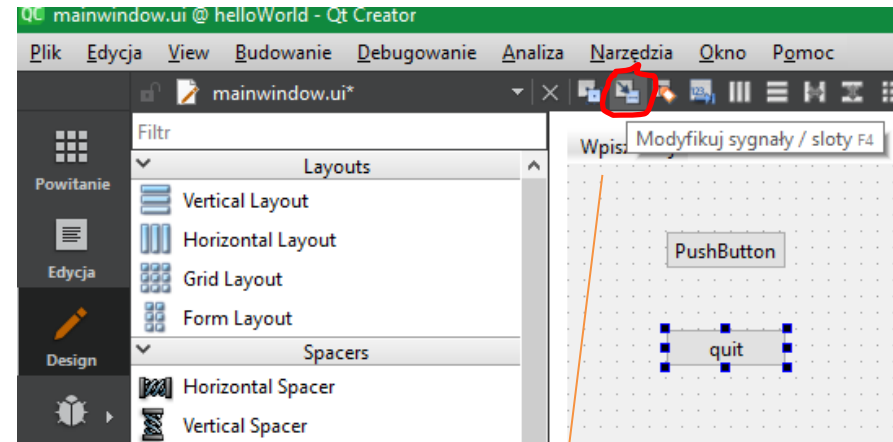 QC mainwindow.ui @ helloWorld - Qt Creator
Plik Edycja View Budowanie Debugowanie Analiza Narzędzia Okno Pomoc
mainwindow.ui*
Filtr
Modyfikuj sygnały / sloty F4
Layouts
Powitanie
Vertical Layout
Horizontal Layout
PushButton
Edycja
Grid Layout
Form Layout
quit
Design
Spacers
Horizontal Spacer
Vertical Spacer